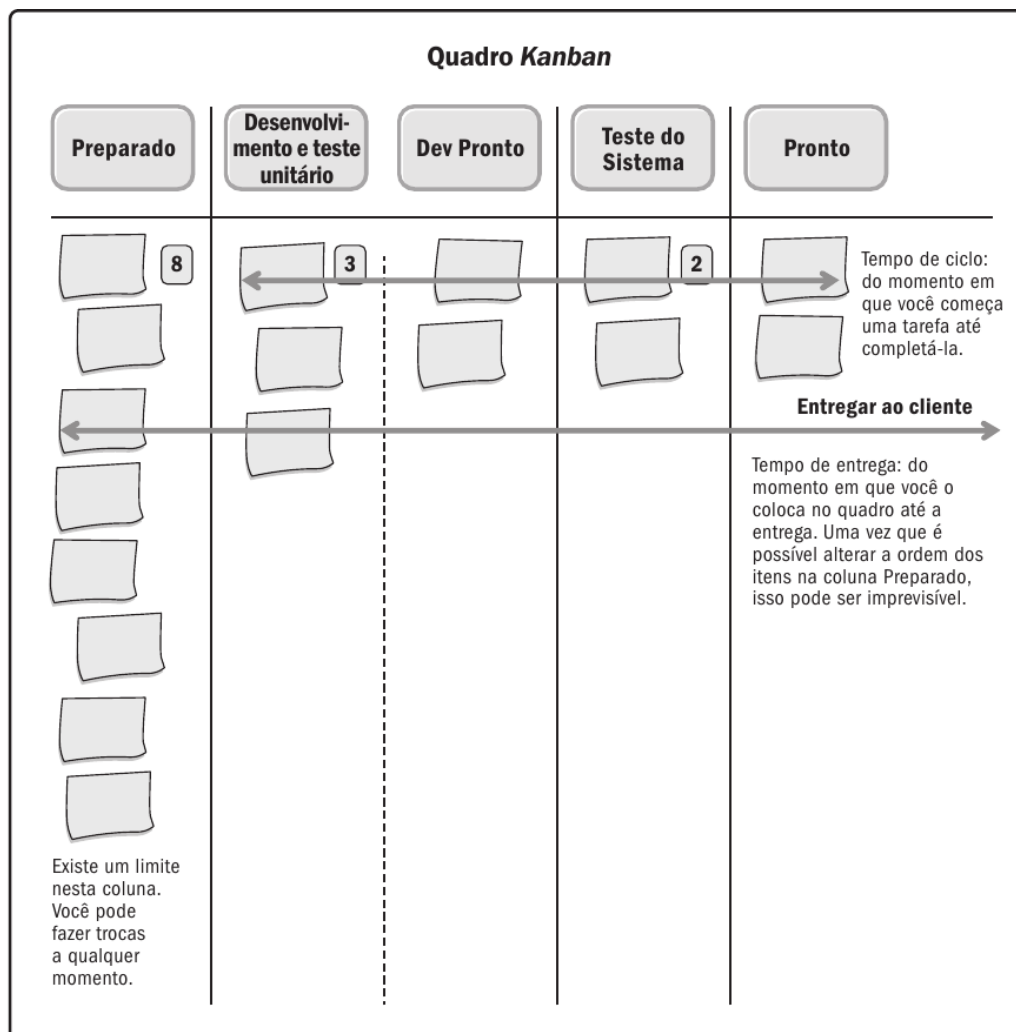 Quadro Kanban
Preparado
Desenvolvi-
mento e teste
unitário
Dev Pronto
Teste do
Sistema
Pronto
8
3
2
Tempo de ciclo:
do momento em
que você começa
uma tarefa até
completá-la.
Entregar ao cliente
Tempo de entrega: do
momento em que você o
coloca no quadro até a
entrega. Uma vez que é
possível alterar a ordem dos
itens na coluna Preparado,
isso pode ser imprevisível.
Existe um limite
nesta coluna.
Você pode
fazer trocas
a qualquer
momento.